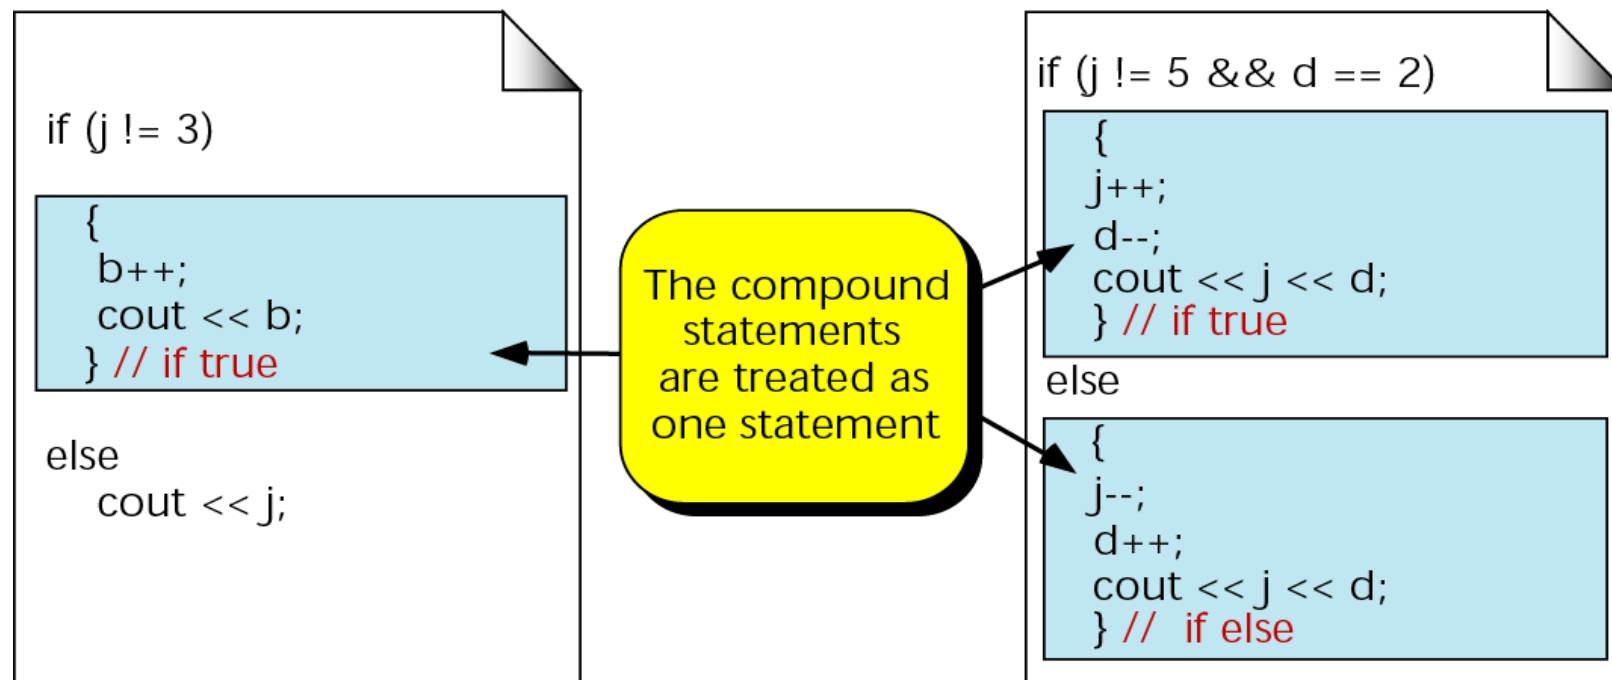 if (j != 3)
{
b++;
cout << b;
} // if true
else
cout << j;
The compound
statements
are treated as
one statement
if (j != 5 && d == 2)
{
j++;
d--;
cout << j << d;
} // if true
else
{
j--;
d++;
cout << j << d;
} // if else